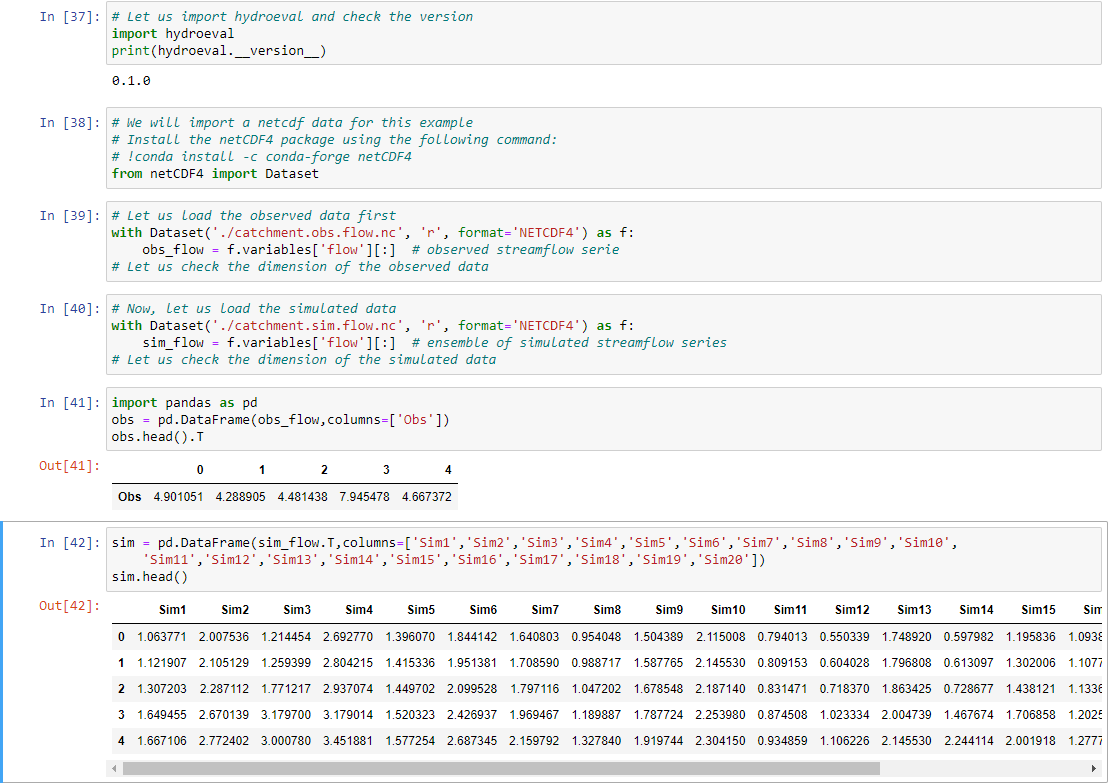 In [37]: # Let us import hydroeval and check the version
import hydroeval
print(hydroeval.__version__)
0.1.0
In [38]: # We will import a netcdf data for this example
# Install the netCDF4 package using the following command:
# !conda install -c conda-forge netCDF4
from netCDF4 import Dataset
In [39]: # Let us load the observed data first
with Dataset('./catchment.obs.flow.nc', 'r', format='NETCDF4') as f:
    obs_flow = f.variables['flow'][:]  # observed streamflow serie
# Let us check the dimension of the observed data
In [40]: # Now, let us load the simulated data
with Dataset('./catchment.sim.flow.nc', 'r', format='NETCDF4') as f:
    sim_flow = f.variables['flow'][:]  # ensemble of simulated streamflow series
# Let us check the dimension of the simulated data
In [41]: import pandas as pd
obs = pd.DataFrame(obs_flow,columns=['Obs'])
obs.head().T
Out[41]: 0 1 2 3 4
Obs 4.901051 4.288905 4.481438 7.945478 4.667372
In [42]: sim = pd.DataFrame(sim_flow.T,columns=['Sim1','Sim2','Sim3','Sim4','Sim5','Sim6','Sim7','Sim8','Sim9','Sim10',
    'Sim11','Sim12','Sim13','Sim14','Sim15','Sim16','Sim17','Sim18','Sim19','Sim20'])
sim.head()
Out[42]: Sim1 Sim2 Sim3 Sim4 Sim5 Sim6 Sim7 Sim8 Sim9 Sim10 Sim11 Sim12 Sim13 Sim14 Sim15 Sim
0 1.063771 2.007536 1.214454 2.692770 1.396070 1.844142 1.640803 0.954048 1.504389 2.115008 0.794013 0.550339 1.748920 0.597982 1.195836 1.0938
1 1.121907 2.105129 1.259399 2.804215 1.415336 1.951381 1.708590 0.988717 1.587765 2.145530 0.809153 0.604028 1.796808 0.613097 1.302006 1.1077
2 1.307203 2.287112 1.771217 2.937074 1.449702 2.099528 1.797116 1.047202 1.678548 2.187140 0.831471 0.718370 1.863425 0.728677 1.438121 1.1336
3 1.649455 2.670139 3.179700 3.179014 1.520323 2.426937 1.969467 1.189887 1.787724 2.253980 0.874508 1.023334 2.004739 1.467674 1.706858 1.2025
4 1.667106 2.772402 3.000780 3.451881 1.577254 2.687345 2.159792 1.327840 1.919744 2.304150 0.934859 1.106226 2.145530 2.244114 2.001918 1.2777